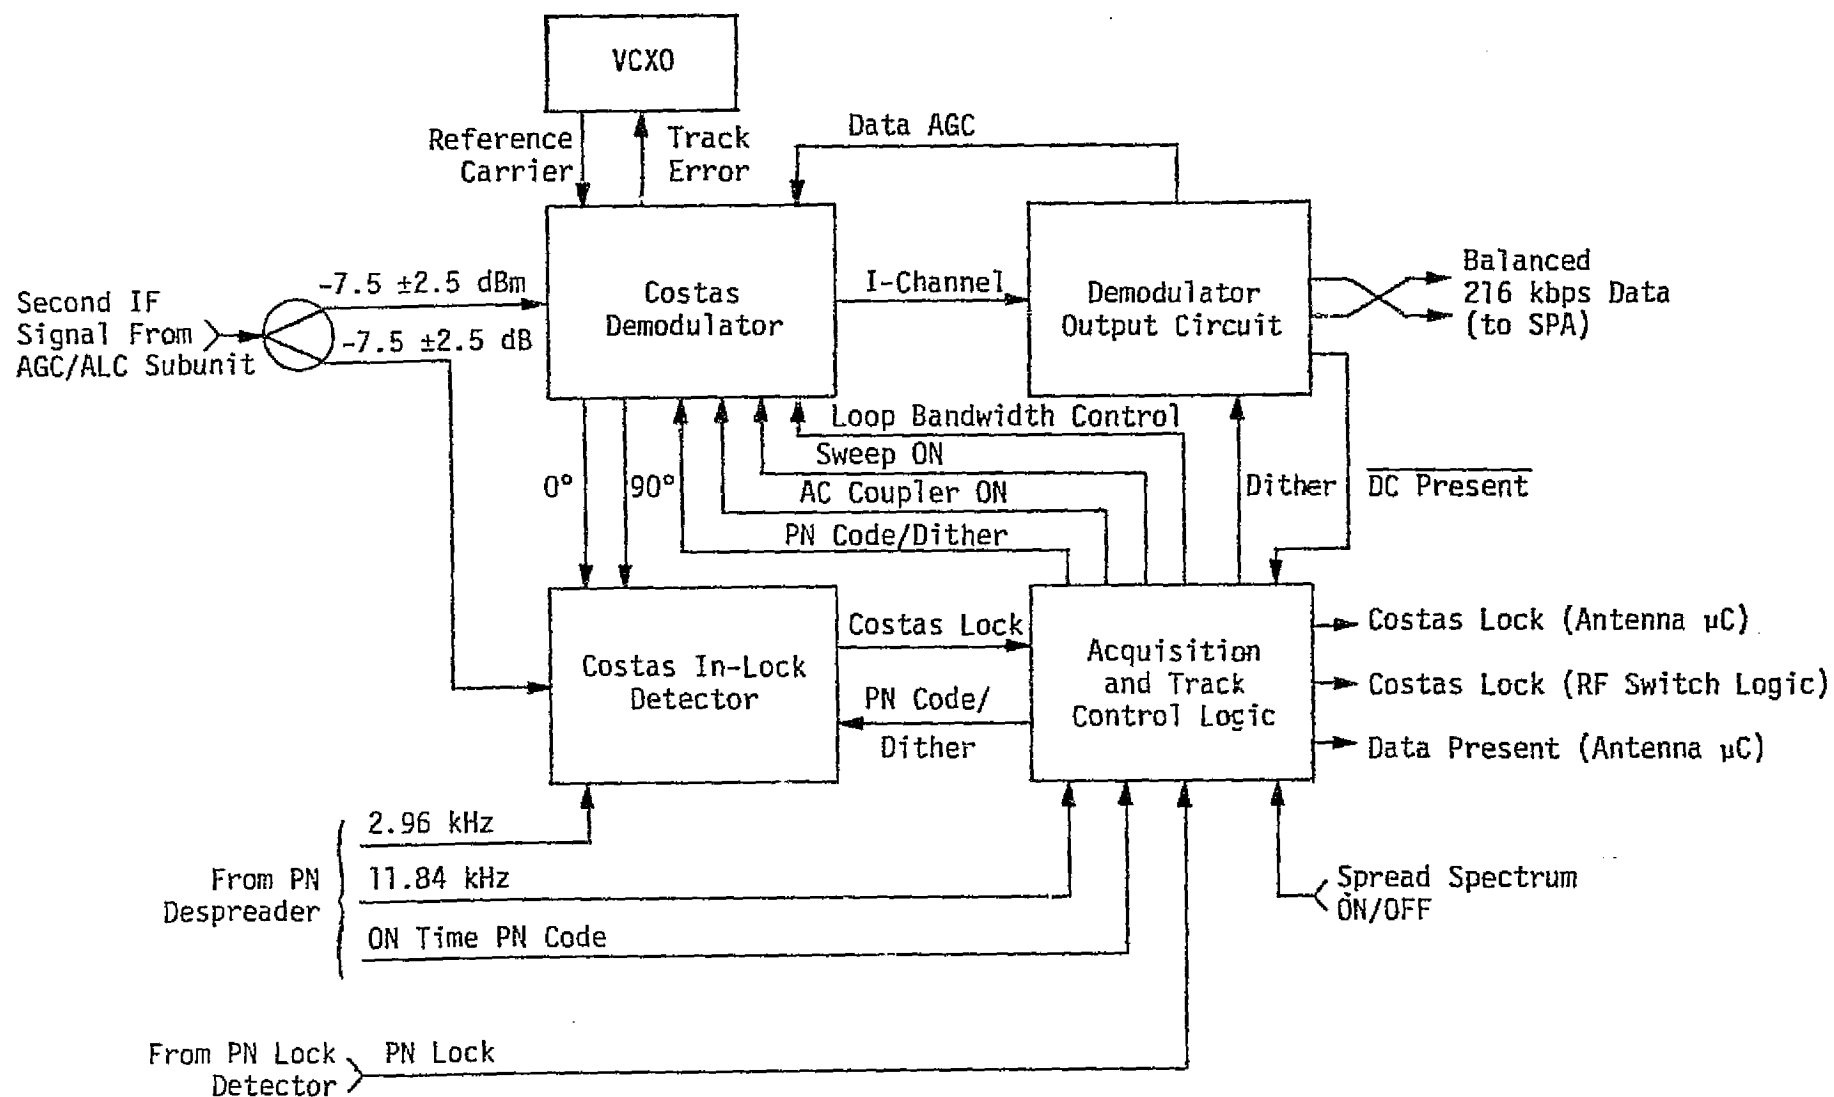 VCXO
Reference
Carrier
Track
Error
Data AGC
Second IF
Signal From
AGC/ALC Subunit
-7.5 ±2.5 dBm
-7.5 ±2.5 dB
Costas
Demodulator
I-Channel
Demodulator
Output Circuit
Balanced
216 kbps Data
(to SPA)
Loop Bandwidth Control
Sweep ON
AC Coupler ON
PN Code/Dither
0°
90°
Dither
DC Present
Costas In-Lock
Detector
Costas Lock
PN Code/
Dither
Acquisition
and Track
Control Logic
Costas Lock (Antenna µC)
Costas Lock (RF Switch Logic)
Data Present (Antenna µC)
From PN
Despreader
2.96 kHz
11.84 kHz
ON Time PN Code
Spread Spectrum
ON/OFF
From PN Lock
Detector
PN Lock